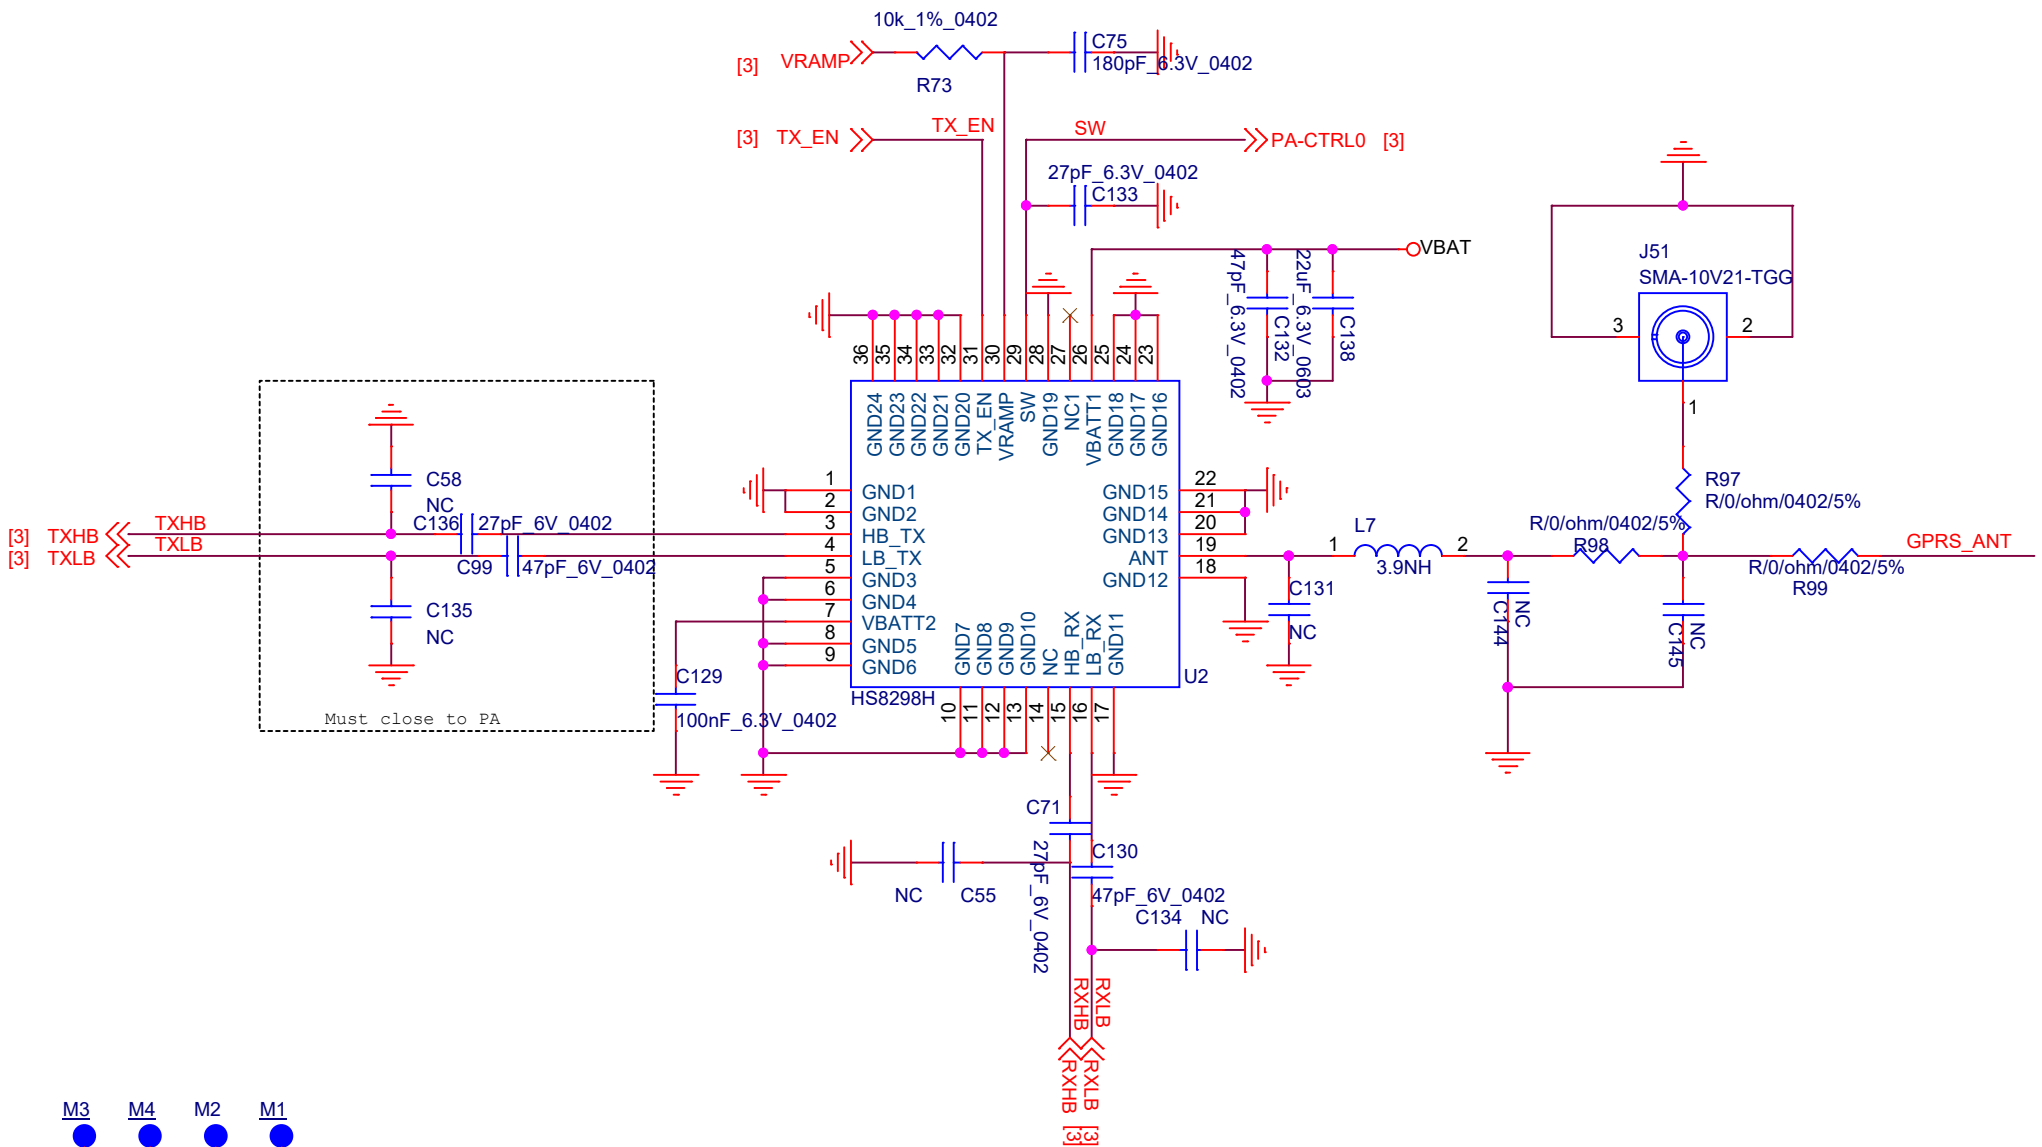 10k_1%_0402
[3] VRAMP
R73
C75
180pF_6.3V_0402
[3] TX_EN
TX_EN
SW
PA-CTRL0 [3]
27pF_6.3V_0402
C133
VBAT
47pF_6.3V_0402
C132
22uF_6.3V_0603
C138
J51
SMA-10V21-TGG
3
2
1
36
35
34
33
32
31
30
29
28
27
26
25
24
23
GND24
GND23
GND22
GND21
GND20
TX_EN
VRAMP
SW
GND19
NC1
VBATT1
GND18
GND17
GND16
C58
NC
[3] TXHB
TXHB
C136
27pF_6V_0402
[3] TXLB
TXLB
C99
47pF_6V_0402
C135
NC
Must close to PA
1
2
3
4
5
6
7
8
9
GND1
GND2
HB_TX
LB_TX
GND3
GND4
VBATT2
GND5
GND6
GND15
GND14
GND13
ANT
GND12
22
21
20
19
18
GND7
GND8
GND9
GND10
NC
HB_RX
LB_RX
GND11
U2
HS8298H
10
11
12
13
14
15
16
17
C129
100nF_6.3V_0402
C131
NC
1
L7
2
3.9NH
R97
R/0/ohm/0402/5%
R/0/ohm/0402/5%
R98
GPRS_ANT
R/0/ohm/0402/5%
R99
NC
C144
NC
C145
C71
27pF_6V_0402
C130
47pF_6V_0402
NC
C55
C134
NC
RXHB
RXLB
RXHB [3]
RXLB [3]
M3
M4
M2
M1